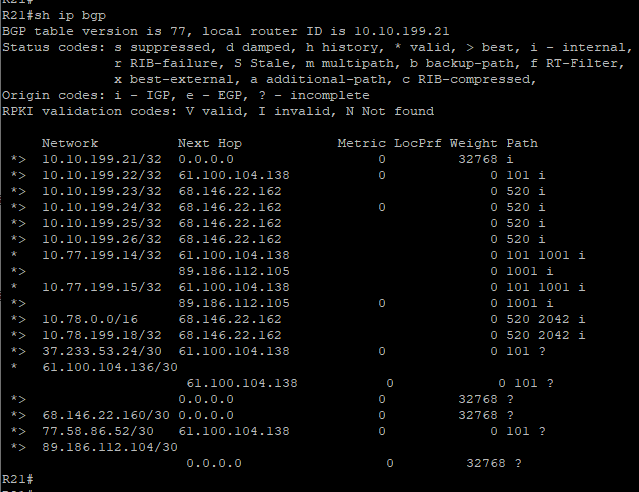 R21#
R21#sh ip bgp
BGP table version is 77, local router ID is 10.10.199.21
Status codes: s suppressed, d damped, h history, * valid, > best, i - internal,
              r RIB-failure, S Stale, m multipath, b backup-path, f RT-Filter,
              x best-external, a additional-path, c RIB-compressed,
Origin codes: i - IGP, e - EGP, ? - incomplete
RPKI validation codes: V valid, I invalid, N Not found

     Network          Next Hop            Metric LocPrf Weight Path
 *>  10.10.199.21/32  0.0.0.0                  0         32768 i
 *>  10.10.199.22/32  61.100.104.138           0             0 101 i
 *>  10.10.199.23/32  68.146.22.162                          0 520 i
 *>  10.10.199.24/32  68.146.22.162            0             0 520 i
 *>  10.10.199.25/32  68.146.22.162                          0 520 i
 *>  10.10.199.26/32  68.146.22.162                          0 520 i
 *   10.77.199.14/32  61.100.104.138                         0 101 1001 i
 *>                   89.186.112.105                         0 1001 i
 *   10.77.199.15/32  61.100.104.138                         0 101 1001 i
 *>                   89.186.112.105           0             0 1001 i
 *>  10.78.0.0/16     68.146.22.162                          0 520 2042 i
 *>  10.78.199.18/32  68.146.22.162                          0 520 2042 i
 *>  37.233.53.24/30  61.100.104.138           0             0 101 ?
 *   61.100.104.136/30
                       61.100.104.138           0             0 101 ?
 *>                   0.0.0.0                  0         32768 ?
 *>  68.146.22.160/30 0.0.0.0                  0         32768 ?
 *>  77.58.86.52/30   61.100.104.138           0             0 101 ?
 *>  89.186.112.104/30
                       0.0.0.0                  0         32768 ?
R21#